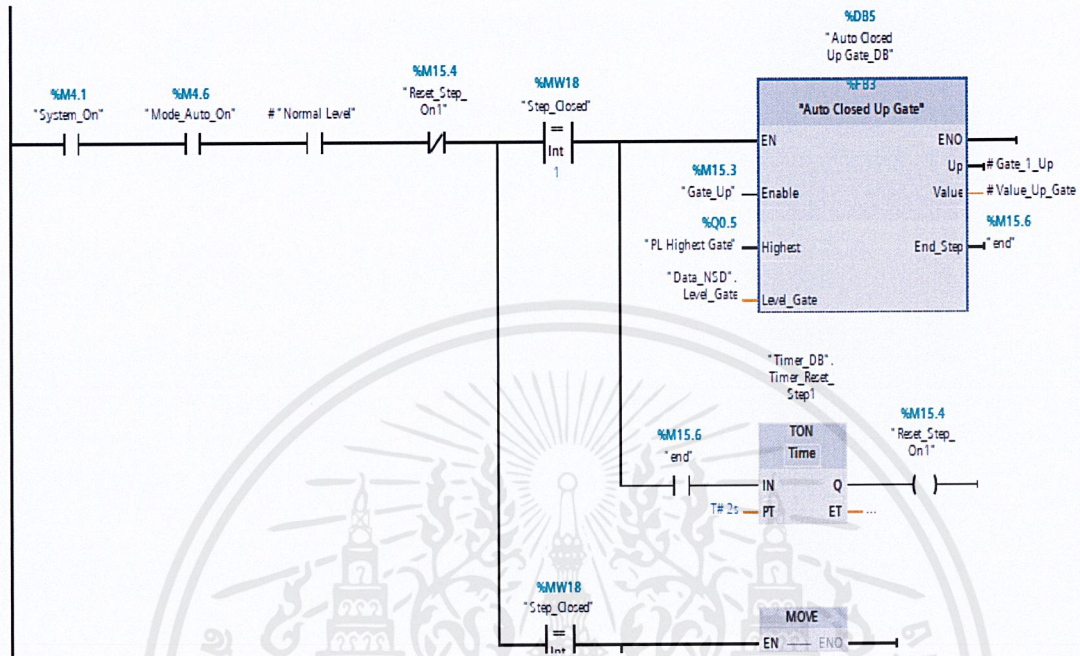 %DB5
"Auto Closed
Up Gate_DB"
%FB3
"Auto Closed Up Gate"
%M4.1
"System_On"
%M4.6
"Mode_Auto_On"
#"Normal Level"
%M15.4
"Reset_Step_
On1"
%MW18
"Step_Closed"
==
Int
1
EN
ENO
Up
#Gate_1_Up
%M15.3
"Gate_Up"
Enable
Value
#Value_Up_Gate
%Q0.5
"PL Highest Gate"
Highest
%M15.6
End_Step
"end"
"Data_NSD".
Level_Gate
Level_Gate
"Timer_DB".
Timer_Reset_
Step1
%M15.6
"end"
TON
Time
%M15.4
"Reset_Step_
On1"
IN
Q
T#2s
PT
ET
...
%MW18
"Step_Closed"
==
Int
MOVE
EN
ENO